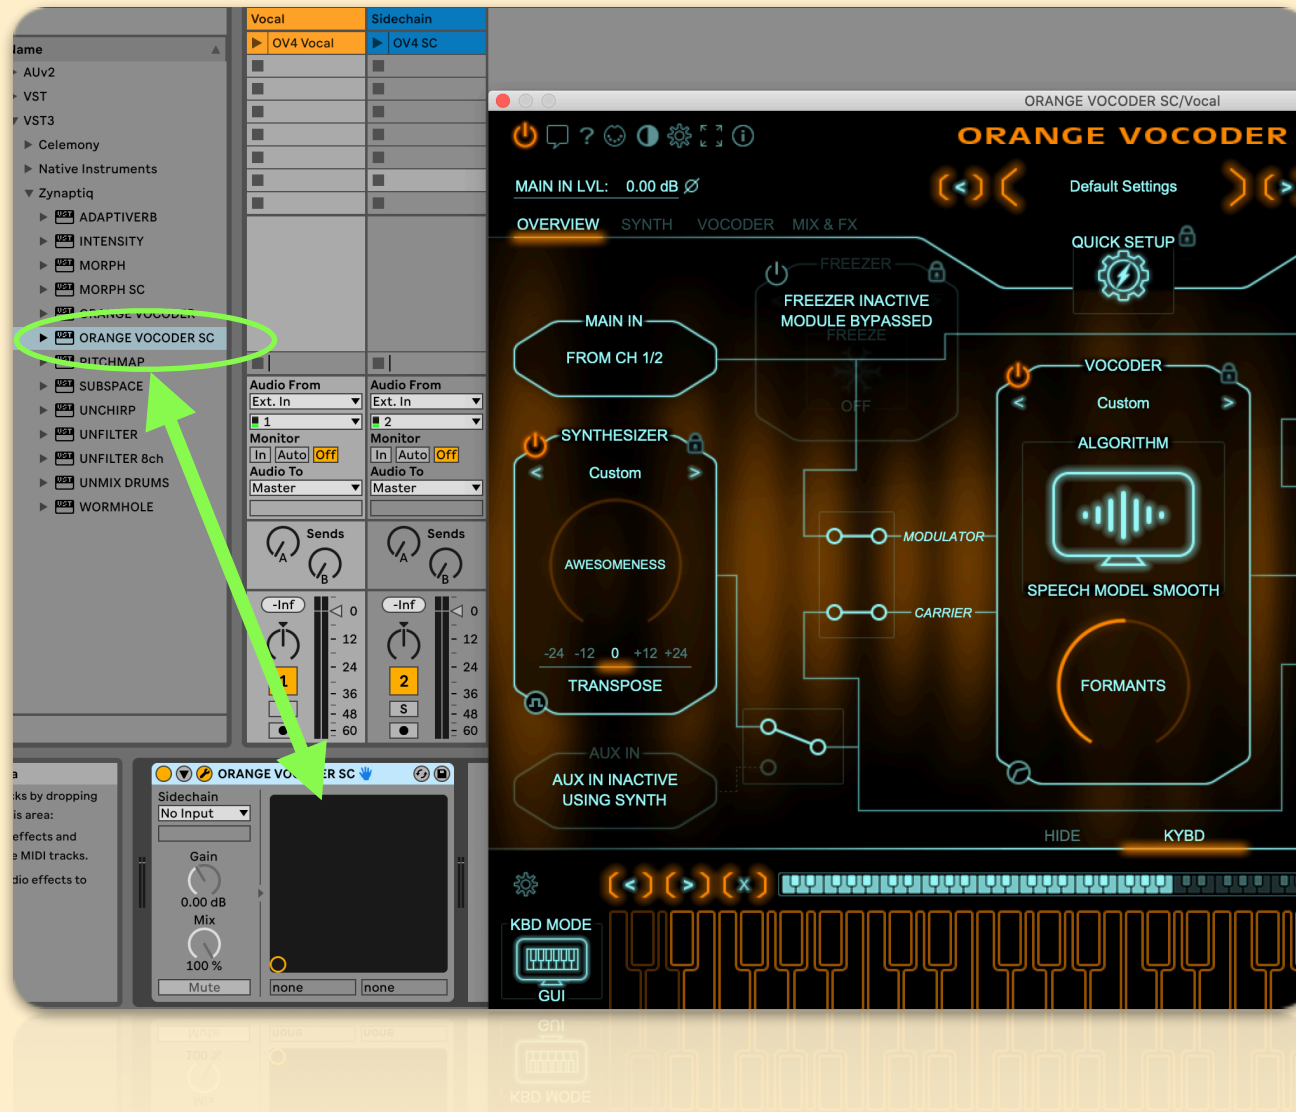 Vocal
Sidechain
OV4 Vocal
OV4 SC
AUv2
VST
VST3
Celemony
Native Instruments
Zynaptiq
ADAPTIVERB
INTENSITY
MORPH
MORPH SC
ORANGE VOCODER
ORANGE VOCODER SC
PITCHMAP
SUBSPACE
UNCHIRP
UNFILTER
UNFILTER 8ch
UNMIX DRUMS
WORMHOLE
Audio From
Ext. In
1
Monitor
In Auto Off
Audio To
Master
Sends
A
B
-Inf
0
12
24
36
48
60
1
Audio From
Ext. In
2
Monitor
In Auto Off
Audio To
Master
Sends
A
B
-Inf
0
12
24
36
48
60
2
S
ks by dropping
is area:
effects and
e MIDI tracks.
dio effects to
Sidechain
No Input
Gain
0.00 dB
Mix
100 %
Mute
none
none
ORANGE VOCODER SC/Vocal
ORANGE VOCODER
MAIN IN LVL: 0.00 dB
< Default Settings >
OVERVIEW SYNTH VOCODER MIX & FX
QUICK SETUP
FREEZER
FREEZER INACTIVE
MODULE BYPASSED
FREEZE
OFF
MAIN IN
FROM CH 1/2
SYNTHESIZER
< Custom >
AWESOMENESS
-24 -12 0 +12 +24
TRANSPOSE
AUX IN
AUX IN INACTIVE
USING SYNTH
MODULATOR
CARRIER
VOCODER
< Custom >
ALGORITHM
SPEECH MODEL SMOOTH
FORMANTS
HIDE KYBD
< > X
KBD MODE
GUI